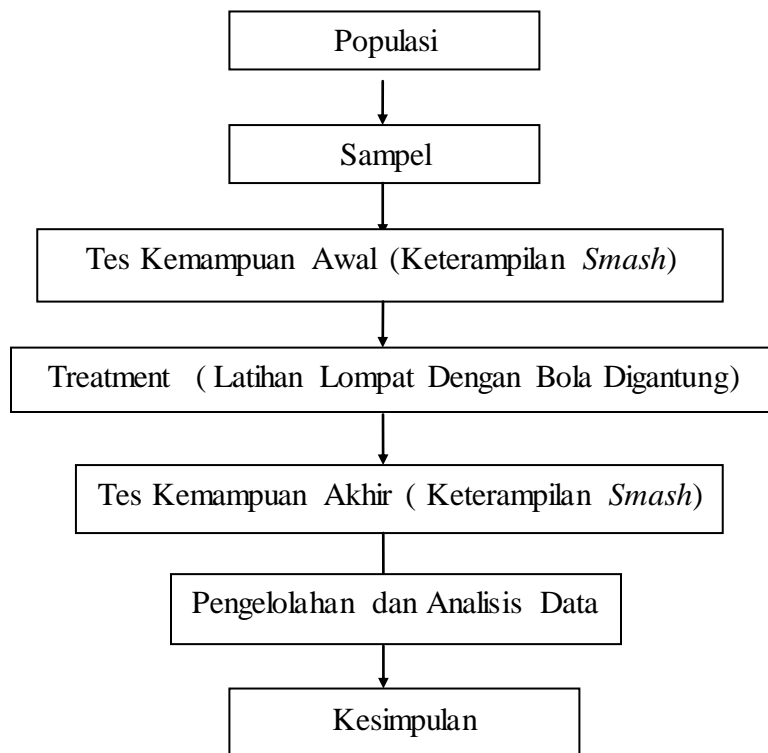 Populasi
Sampel
Tes Kemampuan Awal (Keterampilan Smash)
Treatment ( Latihan Lompat Dengan Bola Digantung)
Tes Kemampuan Akhir ( Keterampilan Smash)
Pengelolahan dan Analisis Data
Kesimpulan